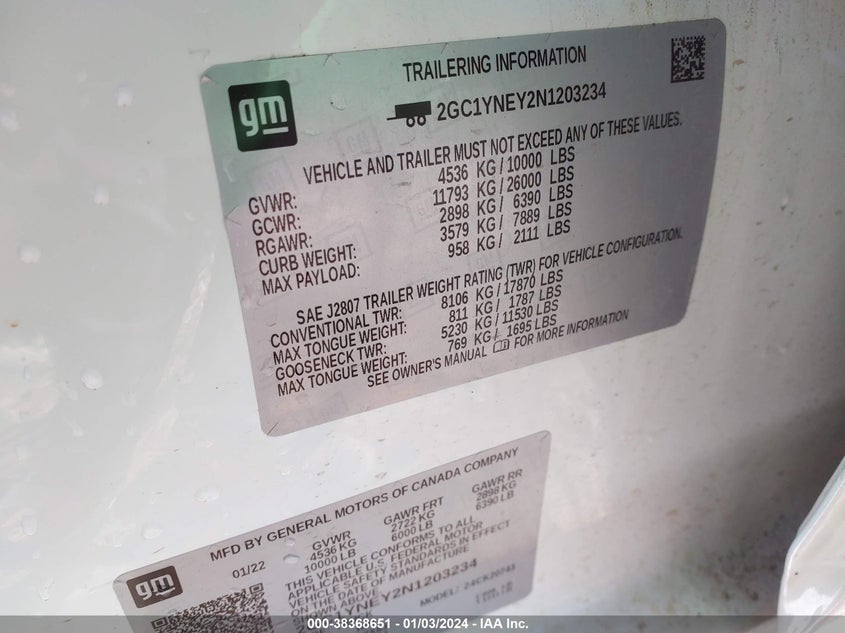 gm
TRAILERING INFORMATION
2GC1YNEY2N1203234
VEHICLE AND TRAILER MUST NOT EXCEED ANY OF THESE VALUES.
GVWR: 4536 KG / 10000 LBS
GCWR: 11793 KG / 26000 LBS
RGAWR: 2898 KG / 6390 LBS
CURB WEIGHT: 3579 KG / 7889 LBS
MAX PAYLOAD: 958 KG / 2111 LBS
SAE J2807 TRAILER WEIGHT RATING (TWR) FOR VEHICLE CONFIGURATION.
CONVENTIONAL TWR: 8106 KG / 17870 LBS
MAX TONGUE WEIGHT: 811 KG / 1787 LBS
GOOSENECK TWR: 5230 KG / 11530 LBS
MAX TONGUE WEIGHT: 769 KG / 1695 LBS
SEE OWNER'S MANUAL FOR MORE INFORMATION
gm
MFD BY GENERAL MOTORS OF CANADA COMPANY
01/22 GVWR GAWR FRT GAWR RR
4536 KG 2722 KG 2898 KG
10000 LB 6000 LB 6390 LB
THIS VEHICLE CONFORMS TO ALL
APPLICABLE U.S. FEDERAL MOTOR
VEHICLE SAFETY STANDARDS IN EFFECT
ON THE DATE OF MANUFACTURE
SHOWN ABOVE.
1YNEY2N1203234
MODEL:
000-38368651 - 01/03/2024 - IAA Inc.